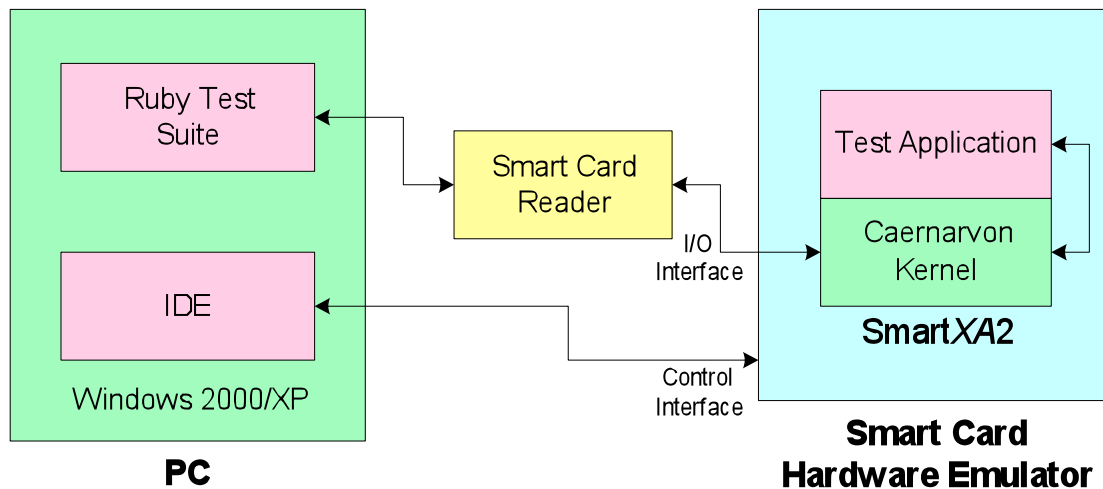 Ruby Test
Suite
IDE
Windows 2000/XP
PC
Smart Card
Reader
I/O
Interface
Control
Interface
Test Application
Caernarvon
Kernel
SmartXA2
Smart Card
Hardware Emulator